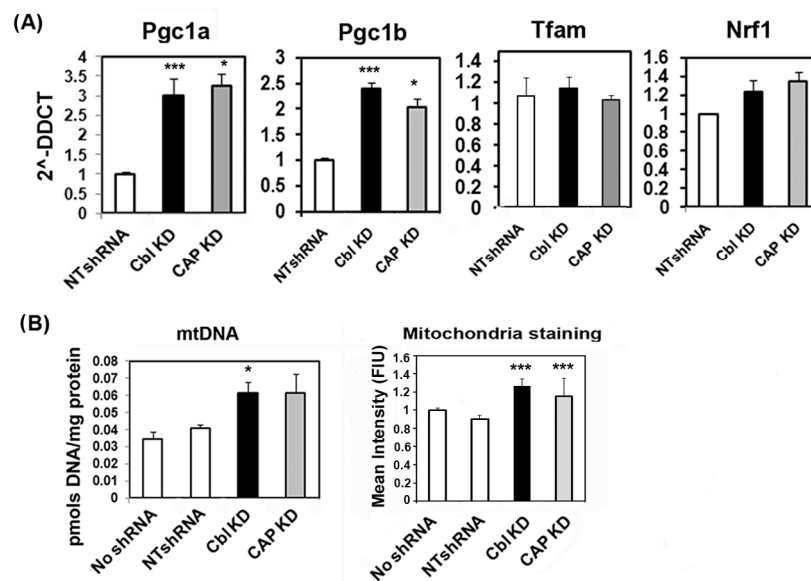 (A)
Pgc1a
Pgc1b
Tfam
Nrf1
2^-DDCT
4
3.5
3
2.5
2
1.5
1
0.5
0
*** *
NTshRNA
Cbl KD
CAP KD
3
2.5
2
1.5
1
0.5
0
*** *
NTshRNA
Cbl KD
CAP KD
1.4
1.2
1
0.8
0.6
0.4
0.2
0
NTshRNA
Cbl KD
CAP KD
1.6
1.4
1.2
1
0.8
0.6
0.4
0.2
0
NTshRNA
Cbl KD
CAP KD
(B)
mtDNA
pmols DNA/mg protein
0.08
0.07
0.06
0.05
0.04
0.03
0.02
0.01
0
*
No shRNA
NTshRNA
Cbl KD
CAP KD
Mitochondria staining
Mean Intensity (FIU)
1.6
1.4
1.2
1
0.8
0.6
0.4
0.2
0
*** ***
No shRNA
NTshRNA
Cbl KD
CAP KD